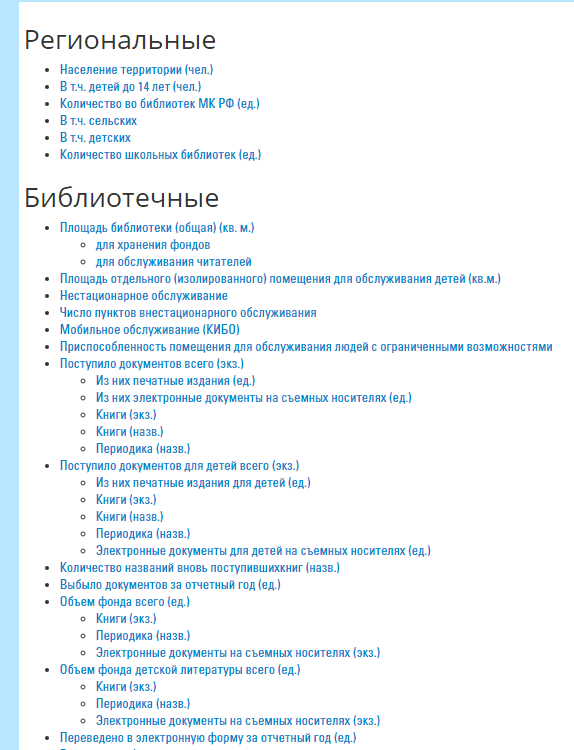 Региональные
Население территории (чел.)
В т.ч. детей до 14 лет (чел.)
Количество во библиотек МК РФ (ед.)
В т.ч. сельских
В т.ч. детских
Количество школьных библиотек (ед.)
Библиотечные
Площадь библиотеки (общая) (кв. м.)
для хранения фондов
для обслуживания читателей
Площадь отдельного (изолированного) помещения для обслуживания детей (кв.м.)
Нестационарное обслуживание
Число пунктов внестационарного обслуживания
Мобильное обслуживание (КИБО)
Приспособленность помещения для обслуживания людей с ограниченными возможностями
Поступило документов всего (экз.)
Из них печатные издания (ед.)
Из них электронные документы на съемных носителях (ед.)
Книги (экз.)
Книги (назв.)
Периодика (назв.)
Поступило документов для детей всего (экз.)
Из них печатные издания для детей (ед.)
Книги (экз.)
Книги (назв.)
Периодика (назв.)
Электронные документы для детей на съемных носителях (ед.)
Количество названий вновь поступившихкниг (назв.)
Выбыло документов за отчетный год (ед.)
Объем фонда всего (ед.)
Книги (экз.)
Периодика (назв.)
Электронные документы на съемных носителях (экз.)
Объем фонда детской литературы всего (ед.)
Книги (экз.)
Периодика (назв.)
Электронные документы на съемных носителях (экз.)
Переведено в электронную форму за отчетный год (ед.)